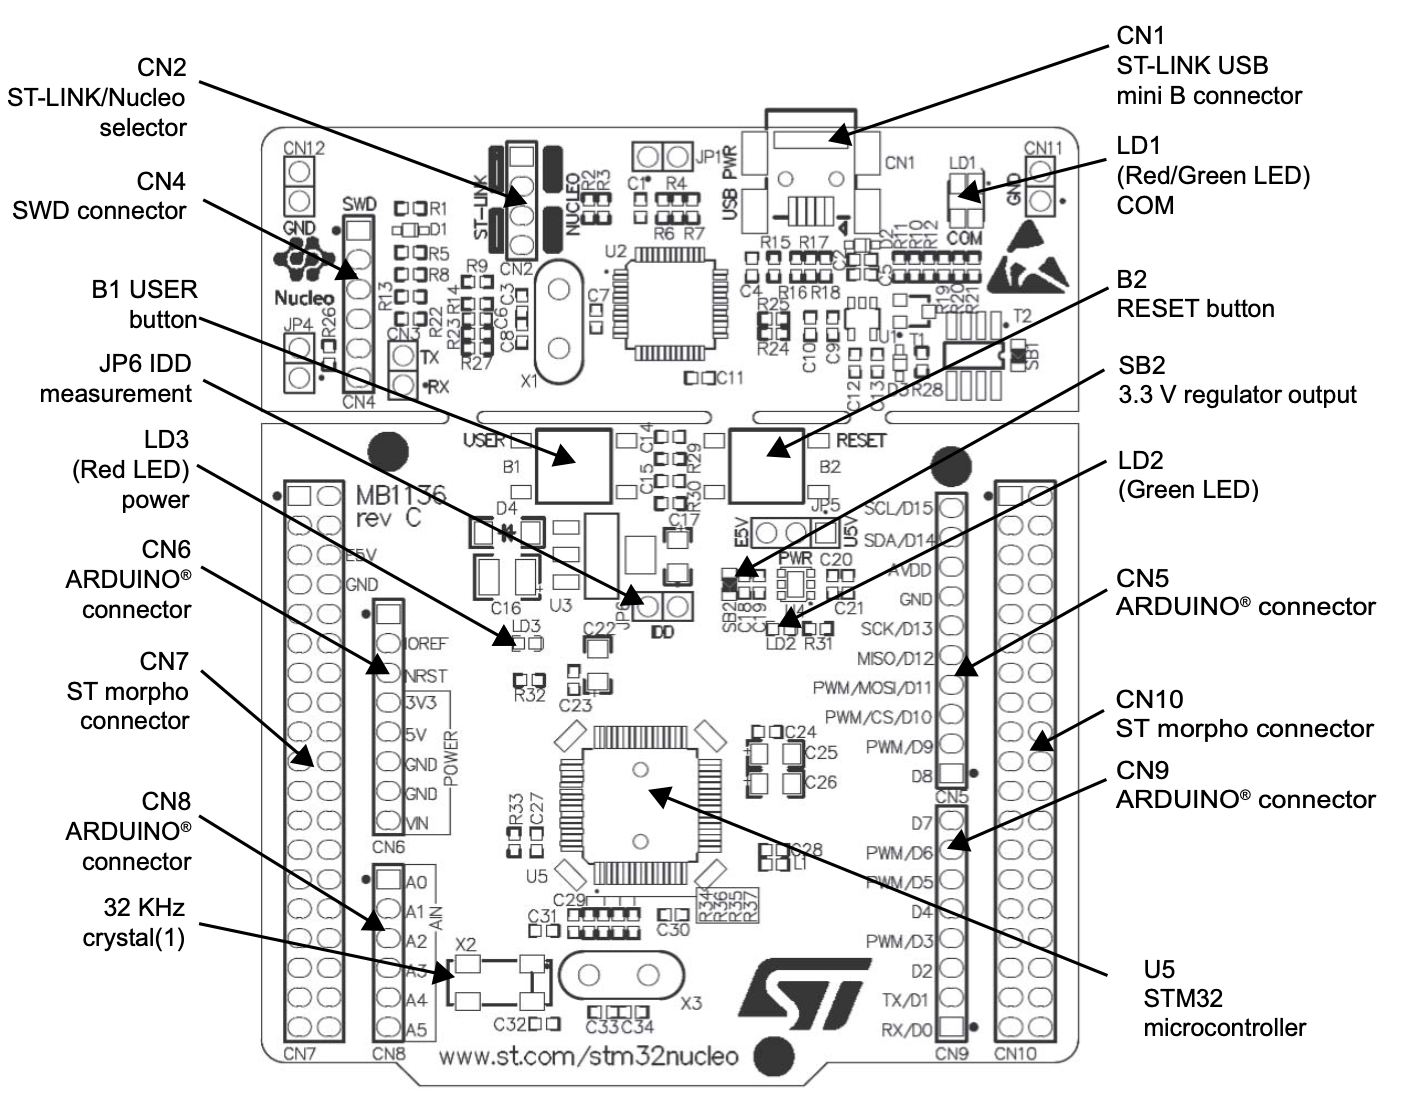 CN2
ST-LINK/Nucleo
selector
CN4
SWD connector
B1 USER
button
JP6 IDD
measurement
LD3
(Red LED)
power
CN6
ARDUINO®
connector
CN7
ST morpho
connector
CN8
ARDUINO®
connector
32 KHz
crystal(1)
CN1
ST-LINK USB
mini B connector
LD1
(Red/Green LED)
COM
B2
RESET button
SB2
3.3 V regulator output
LD2
(Green LED)
CN5
ARDUINO® connector
CN10
ST morpho connector
CN9
ARDUINO® connector
U5
STM32
microcontroller
CN12
GND
Nucleo
JP4
R26
SWD
CN4
R1
D1
R5
R8
R13
R22
CN3
TX
RX
ST-LINK
NUCLEO
CN2
R9
R14
R23
R27
C3
C6
C8
X1
R2
R3
C7
U2
JP1
C1
R4
R6
R7
C11
USB PWR
CN1
R15
R17
C4
R16
R18
R25
R24
C10
C9
C2
D2
C5
R11
R10
R12
LD1
COM
CN11
GND
R19
R20
R21
U1
T1
T2
SB1
C12
C13
D3
R28
USER
B1
C14
R29
C15
R30
RESET
B2
MB1136
rev C
D4
C16
U3
C17
JP6
IDD
JP5
E5V
U5V
PWR
SB2
C18
C19
U4
C20
C21
LD2
R31
LD3
R32
C22
C23
C24
C25
C26
R33
C27
U5
C28
L1
C29
C31
C30
R34
R36
R35
R37
X2
X3
C32
C33
C34
E5V
GND
IOREF
NRST
3V3
5V
GND
GND
VIN
POWER
CN6
A0
A1
A2
A3
A4
A5
AIN
CN7
CN8
SCL/D15
SDA/D14
AVDD
GND
SCK/D13
MISO/D12
PWM/MOSI/D11
PWM/CS/D10
PWM/D9
D8
CN5
D7
PWM/D6
PWM/D5
D4
PWM/D3
D2
TX/D1
RX/D0
CN9
CN10
ST
www.st.com/stm32nucleo